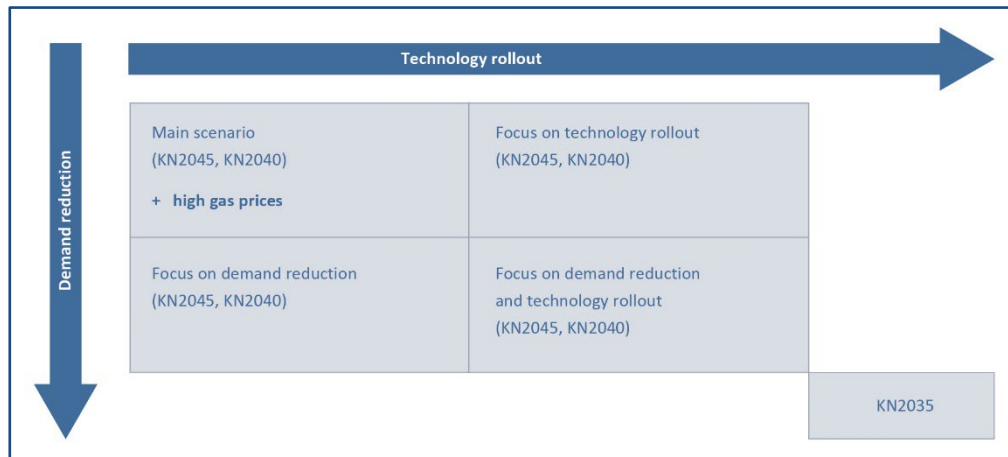 Technology rollout
Demand reduction
Main scenario
(KN2045, KN2040)
+ high gas prices
Focus on technology rollout
(KN2045, KN2040)
Focus on demand reduction
(KN2045, KN2040)
Focus on demand reduction
and technology rollout
(KN2045, KN2040)
KN2035